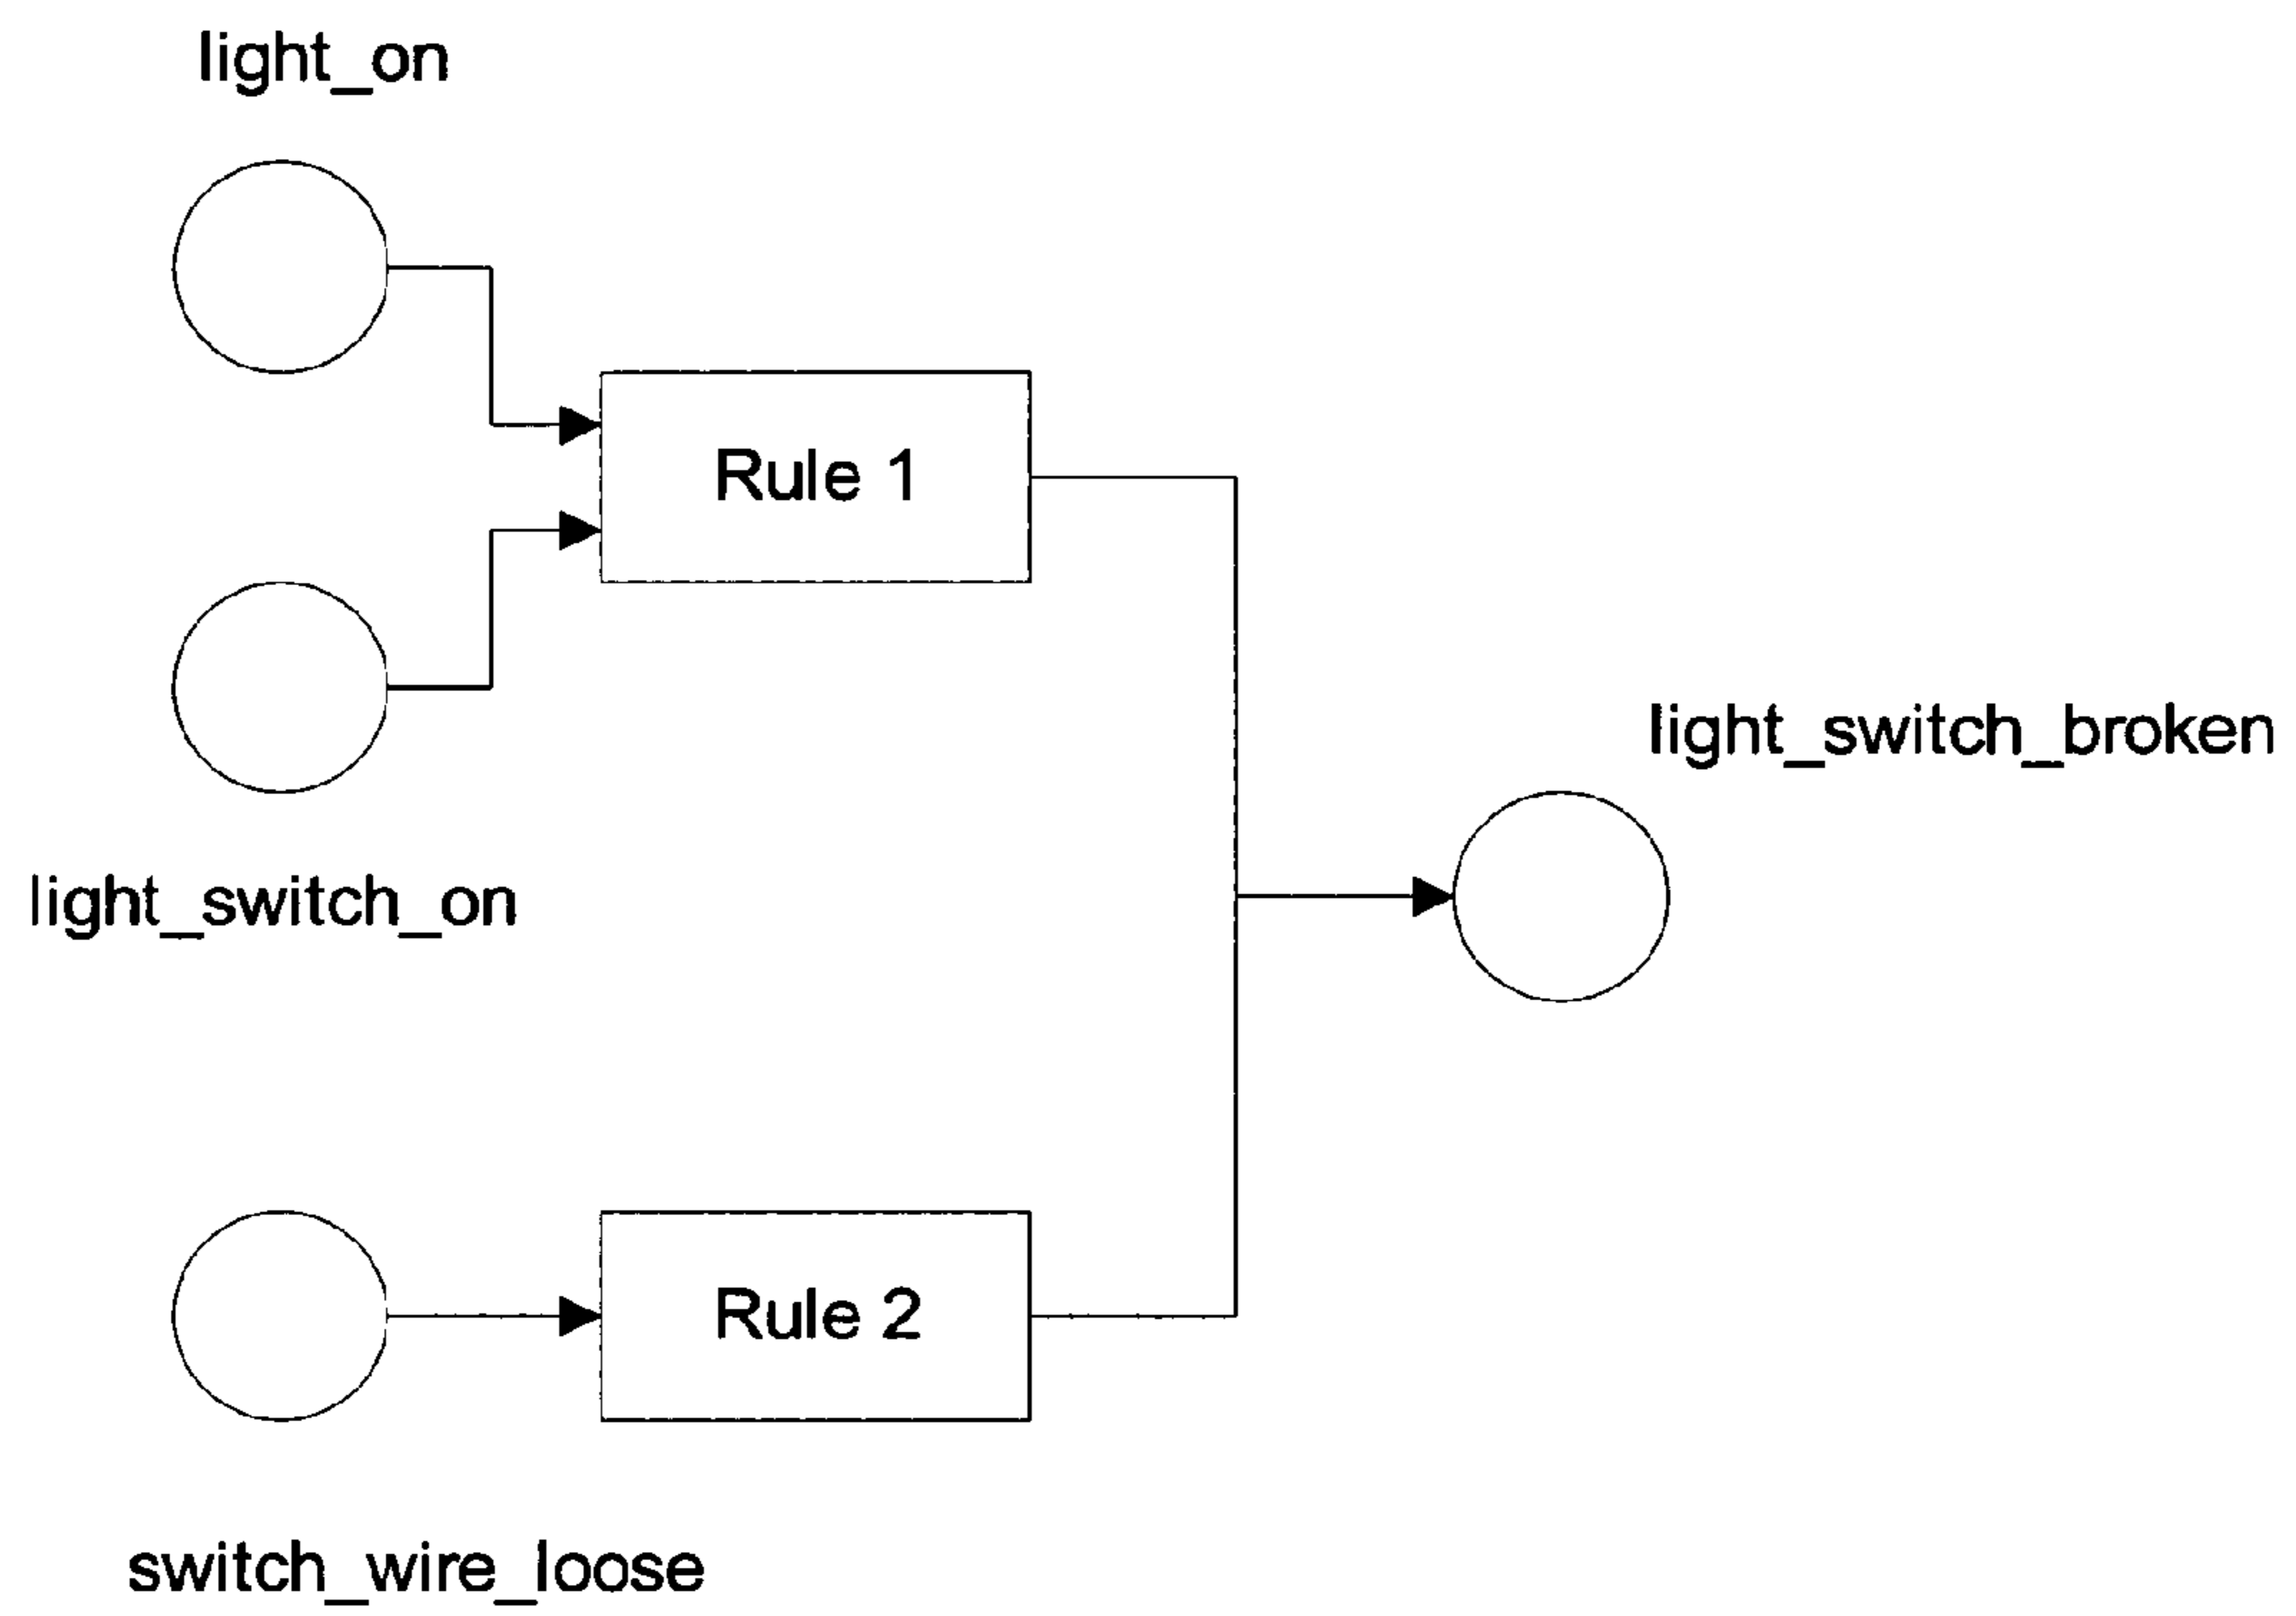 light_on
Rule 1
light_switch_broken
light_switch_on
Rule 2
switch_wire_loose